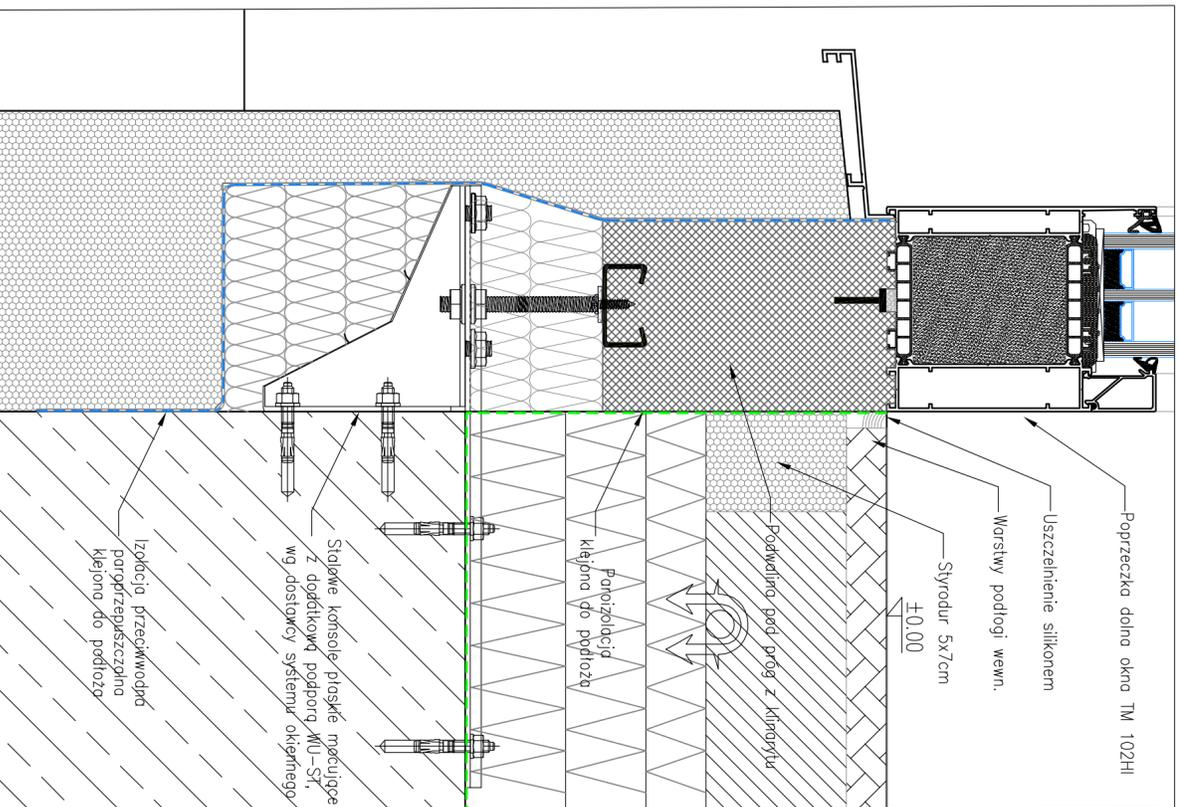 Poprzeczka dolna okna TM 102HI
Uszczelnienie silikonem
Warstwy podłogi wewn.
Styrodur 5x7cm
±0.00
Podwalina pod próg z klinarytu
Paroizolacja
klejona do podłoża
Stalowe konsole płaskie mocujące
z dodatkową podporą WU-ST,
wg dostawcy systemu okiennego
Izolacja przeciwwodna
paroprzepuszczalna
klejona do podłoża